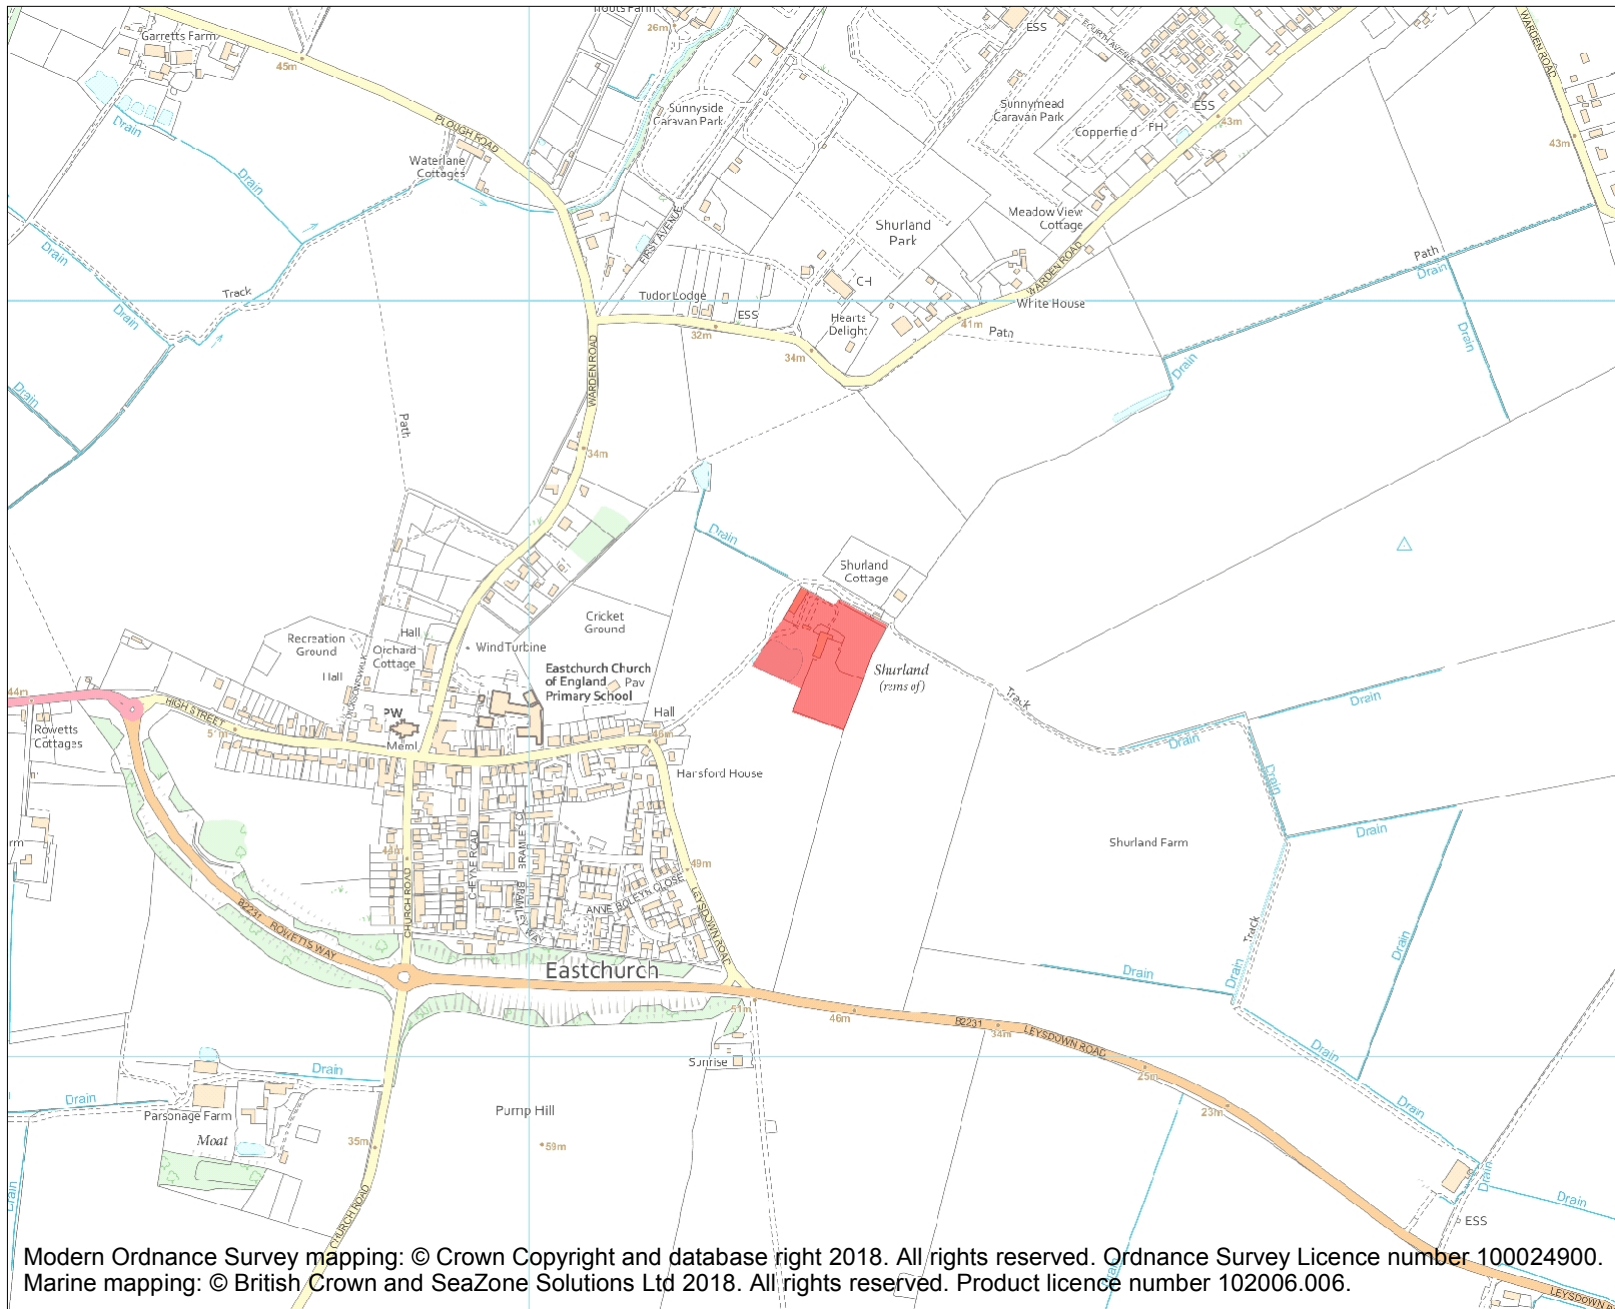 Garretts Farm
45m
26m
ESS
FOURTH AVENUE
WARDEN ROAD
Drain
PLOUGH ROAD
Sunnyside
Caravan Park
Sunnymead
Caravan Park
ESS
Copperfield
FH
43m
43m
Waterlane
Cottages
Drain
FIRST AVENUE
Shurland
Park
Meadow View
Cottage
WARDEN ROAD
Drain
Track
Drain
Path
Drain
Tudor Lodge
ESS
CH
Hearts
Delight
White House
41m
Path
32m
34m
Drain
Drain
Drain
WARDEN ROAD
Path
34m
Drain
Shurland
Cottage
Cricket
Ground
Recreation
Ground
Hall
Hall
Orchard
Cottage
Wind Turbine
Eastchurch Church
of England
Primary School
Pav
Shurland
(rems of)
Track
Drain
44m
HIGH STREET
PW
Meml
Hall
Rowetts
Cottages
Drain
Drain
Drain
CHEYNE ROAD
BRAMLEY WAY
49m
Shurland Farm
ANNE BOLEYN CLOSE
CHURCH ROAD
LEYSDOWN ROAD
B2231
ROWETTS WAY
Track
Drain
Drain
Drain
Eastchurch
51m
46m
B2231
34m
LEYSDOWN ROAD
Sunrise
25m
Drain
Drain
Drain
Drain
Parsonage Farm
Moat
35m
Pump Hill
59m
23m
Drain
Drain
Drain
ESS
CHURCH ROAD
Drain
Modern Ordnance Survey mapping: © Crown Copyright and database right 2018. All rights reserved. Ordnance Survey Licence number 100024900.
Marine mapping: © British Crown and SeaZone Solutions Ltd 2018. All rights reserved. Product licence number 102006.006.